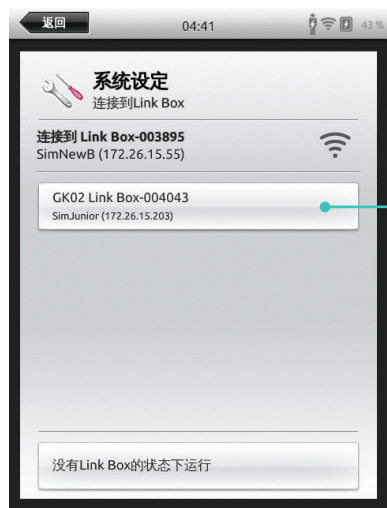 返回
04:41
43 %
系统设定
连接到Link Box
连接到 Link Box-003895
SimNewB (172.26.15.55)
GK02 Link Box-004043
SimJunior (172.26.15.203)
没有Link Box的状态下运行